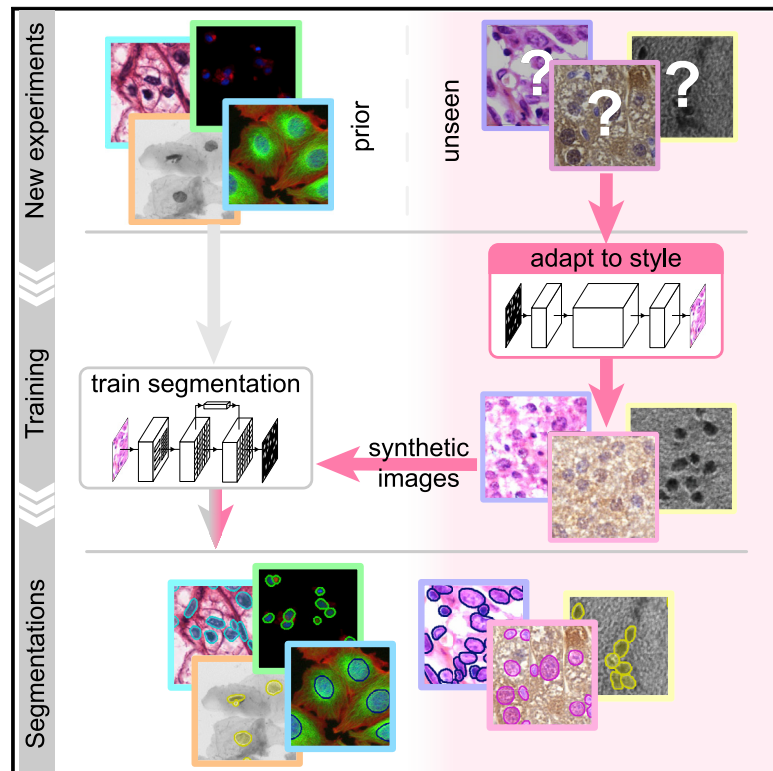 New experiments
prior
unseen
?
?
?
adapt to style
Training
train segmentation
synthetic
images
Segmentations